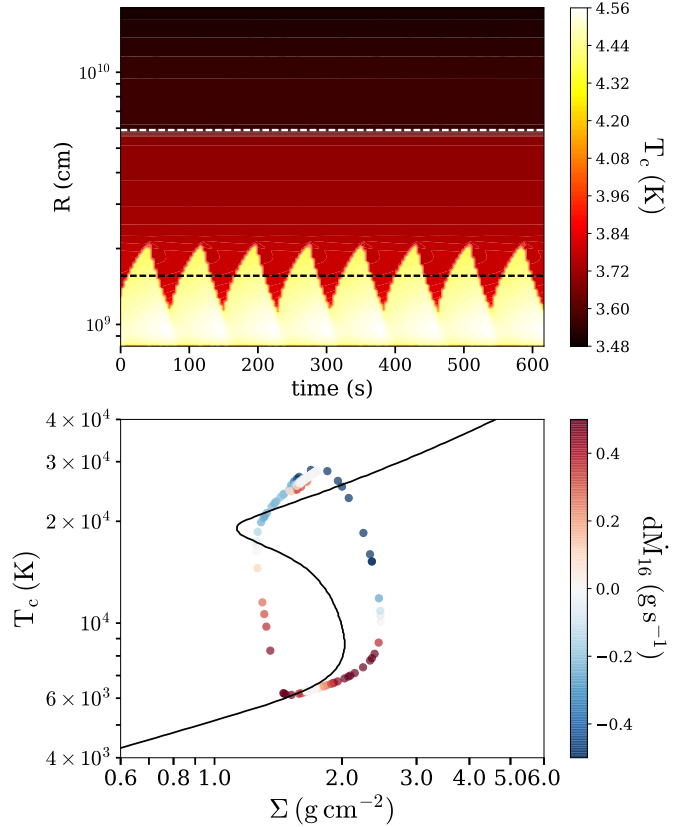 4.56
4.44
4.32
4.20
4.08
3.96
3.84
3.72
3.60
3.48
T_c (K)
10^10
10^9
R (cm)
0 100 200 300 400 500 600
time (s)
4 × 10^4
3 × 10^4
2 × 10^4
10^4
6 × 10^3
4 × 10^3
T_c (K)
0.6 0.8 1.0 2.0 4.0 5.0 6.0
Σ (g cm^−2)
0.4
0.2
0.0
−0.2
−0.4
dṀ_16 (g s^−1)